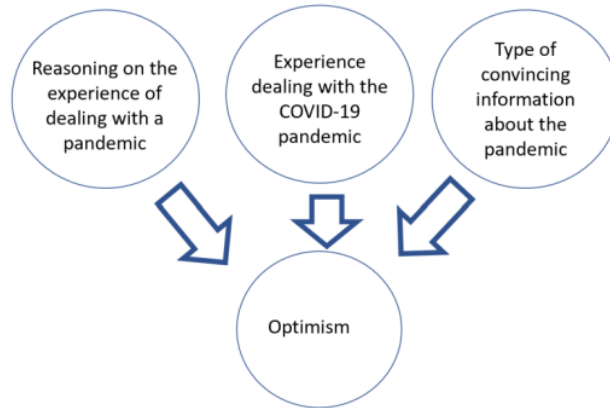 Reasoning on the
experience of
dealing with a
pandemic
Experience
dealing with the
COVID-19
pandemic
Type of
convincing
information
about the
pandemic
Optimism